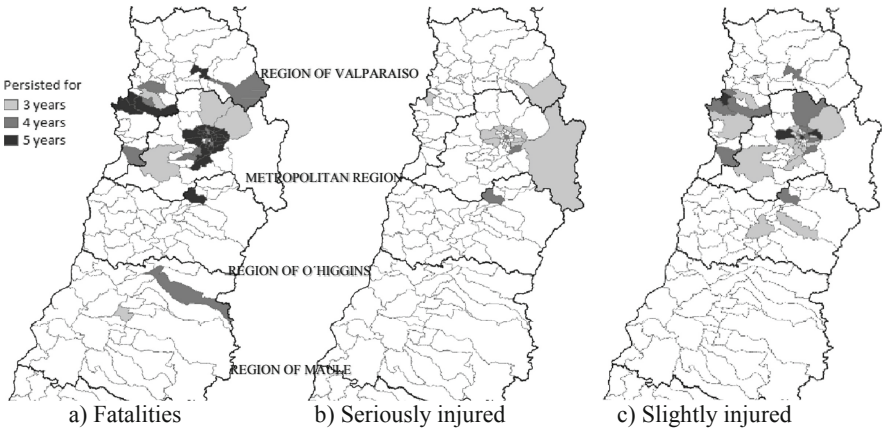 REGION OF VALPARAISO
Persisted for
3 years
4 years
5 years
METROPOLITAN REGION
REGION OF O´HIGGINS
REGION OF MAULE
a) Fatalities
b) Seriously injured
c) Slightly injured